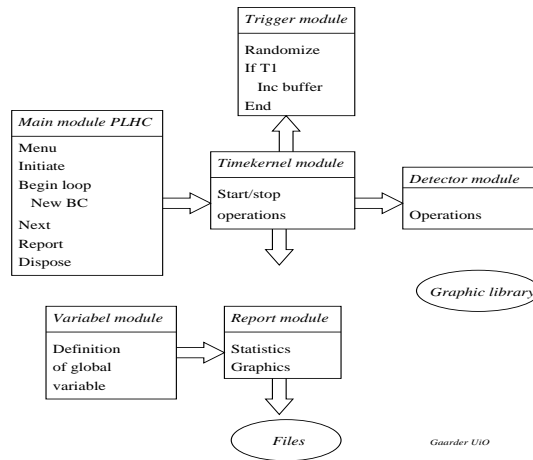 Trigger module
Randomize
If T1
Inc buffer
End
Main module PLHC
Menu
Initiate
Begin loop
New BC
Next
Report
Dispose
Timekernel module
Start/stop
operations
Detector module
Operations
Graphic library
Variabel module
Definition
of global
variable
Report module
Statistics
Graphics
Files
Gaarder UiO